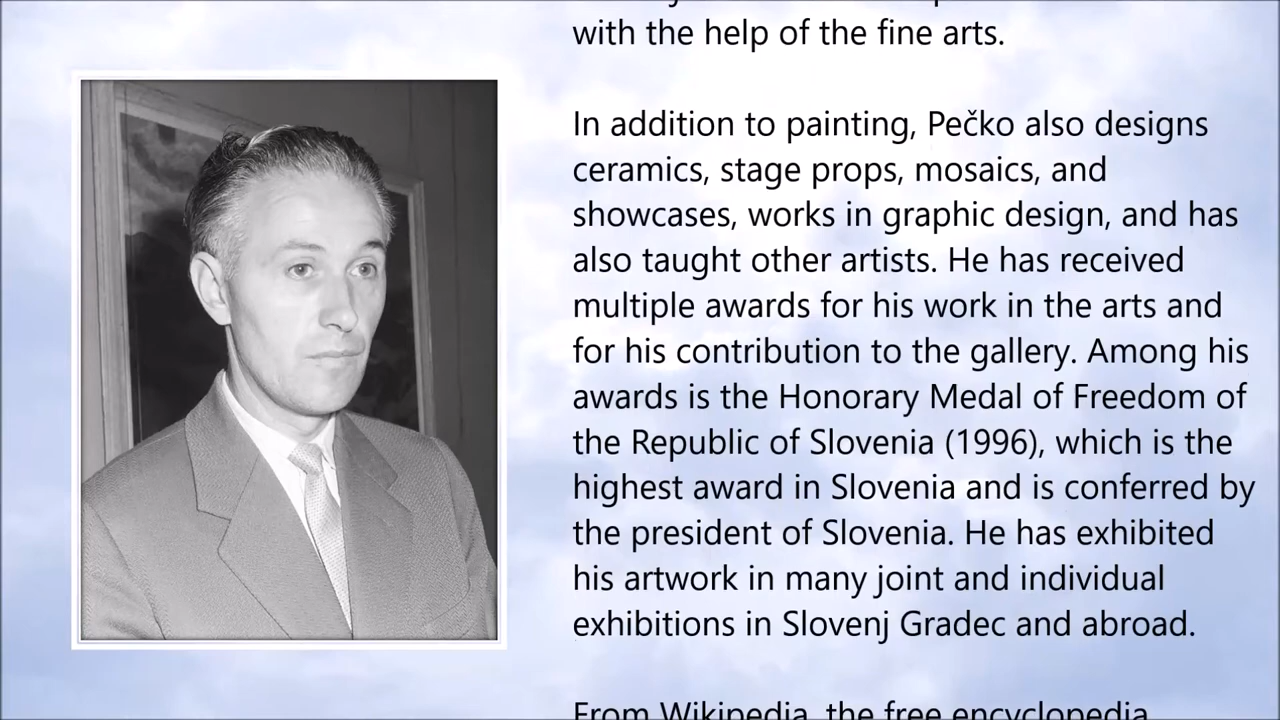 with the help of the fine arts.
In addition to painting, Pečko also designs
ceramics, stage props, mosaics, and
showcases, works in graphic design, and has
also taught other artists. He has received
multiple awards for his work in the arts and
for his contribution to the gallery. Among his
awards is the Honorary Medal of Freedom of
the Republic of Slovenia (1996), which is the
highest award in Slovenia and is conferred by
the president of Slovenia. He has exhibited
his artwork in many joint and individual
exhibitions in Slovenj Gradec and abroad.
From Wikipedia, the free encyclopedia